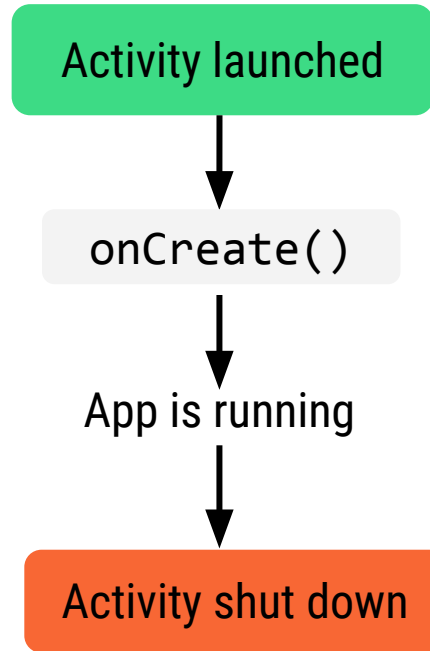 Activity launched
onCreate()
App is running
Activity shut down